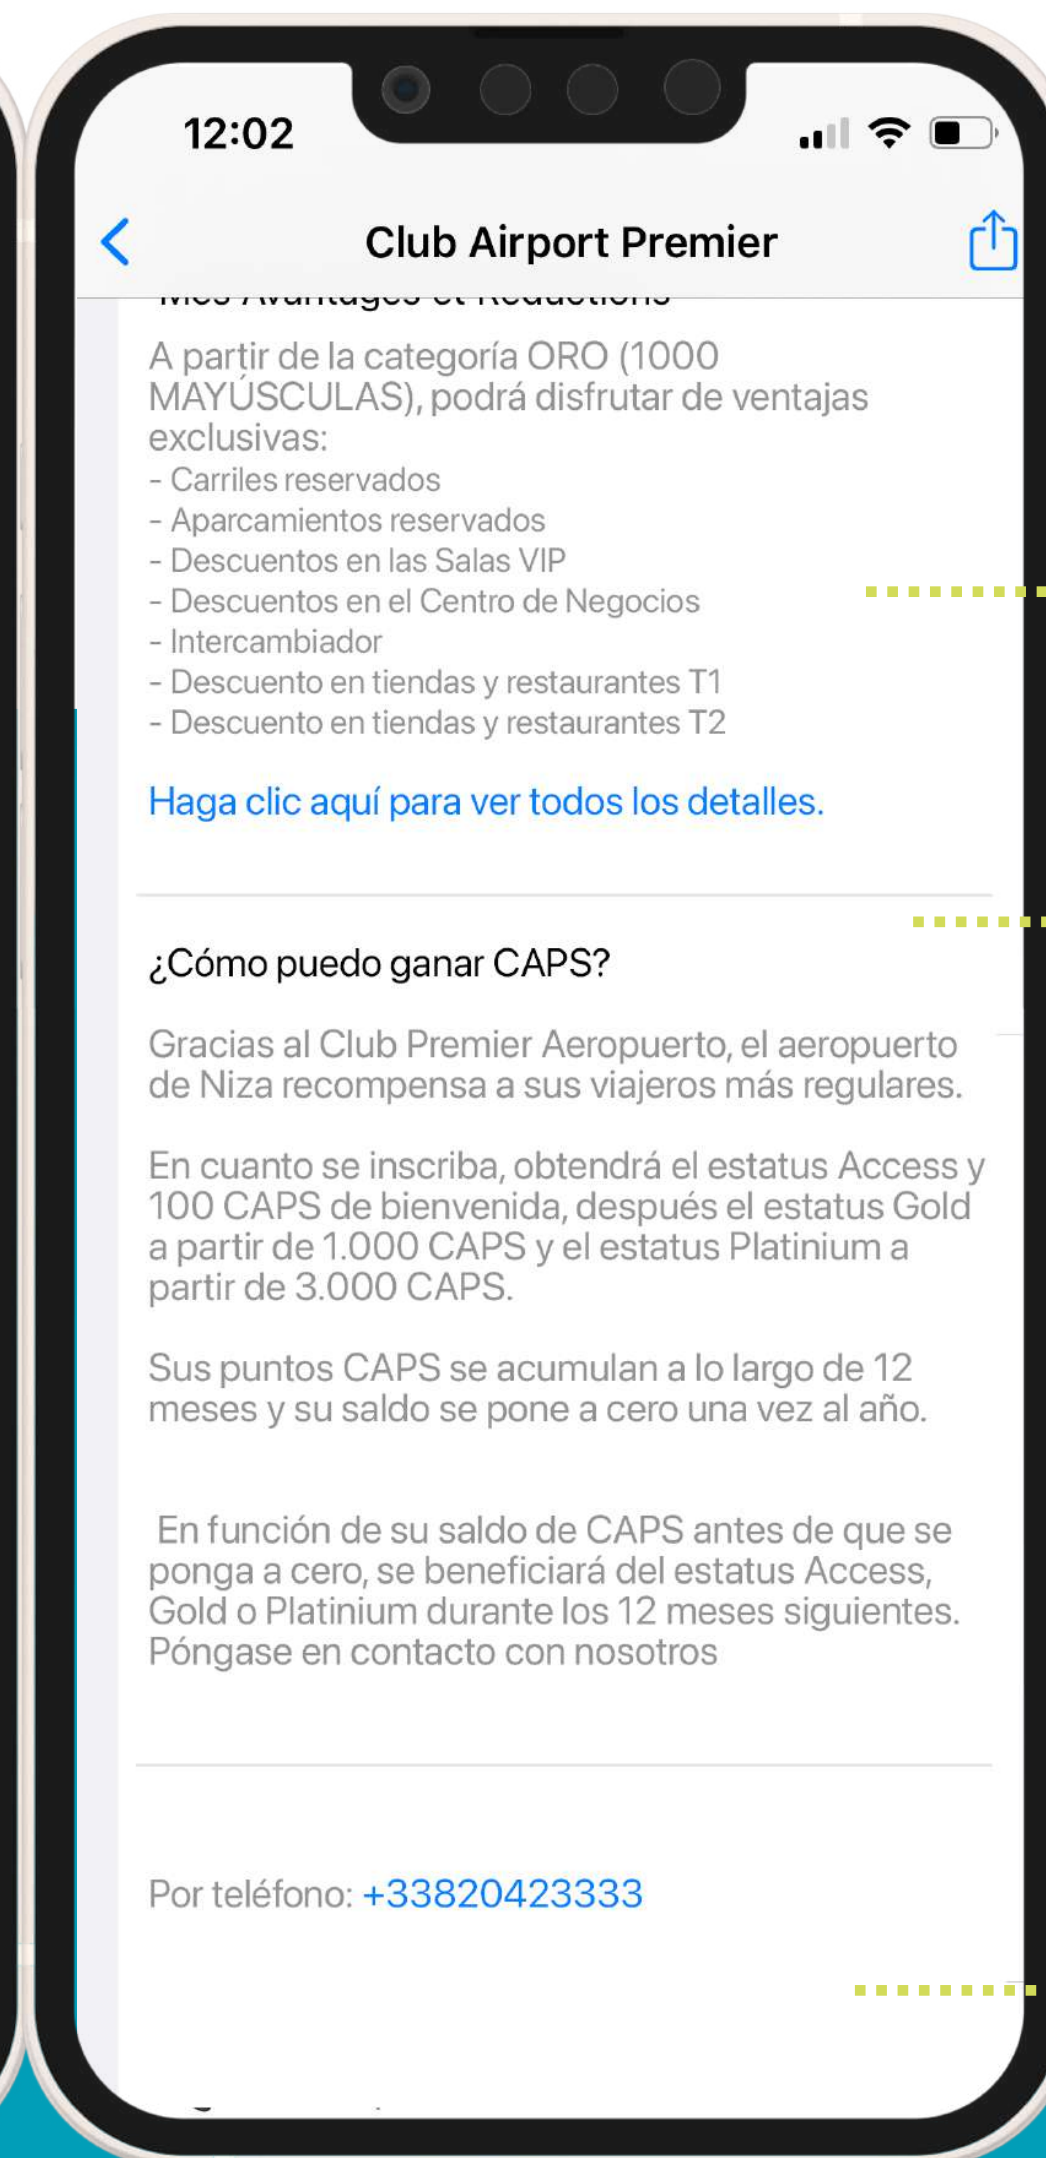 12:02
Club Airport Premier
Mes Avantages et Réductions
A partir de la categoría ORO (1000
MAYÚSCULAS), podrá disfrutar de ventajas
exclusivas:
- Carriles reservados
- Aparcamientos reservados
- Descuentos en las Salas VIP
- Descuentos en el Centro de Negocios
- Intercambiador
- Descuento en tiendas y restaurantes T1
- Descuento en tiendas y restaurantes T2
Haga clic aquí para ver todos los detalles.
¿Cómo puedo ganar CAPS?
Gracias al Club Premier Aeropuerto, el aeropuerto
de Niza recompensa a sus viajeros más regulares.
En cuanto se inscriba, obtendrá el estatus Access y
100 CAPS de bienvenida, después el estatus Gold
a partir de 1.000 CAPS y el estatus Platinium a
partir de 3.000 CAPS.
Sus puntos CAPS se acumulan a lo largo de 12
meses y su saldo se pone a cero una vez al año.
En función de su saldo de CAPS antes de que se
ponga a cero, se beneficiará del estatus Access,
Gold o Platinium durante los 12 meses siguientes.
Póngase en contacto con nosotros
Por teléfono: +33820423333